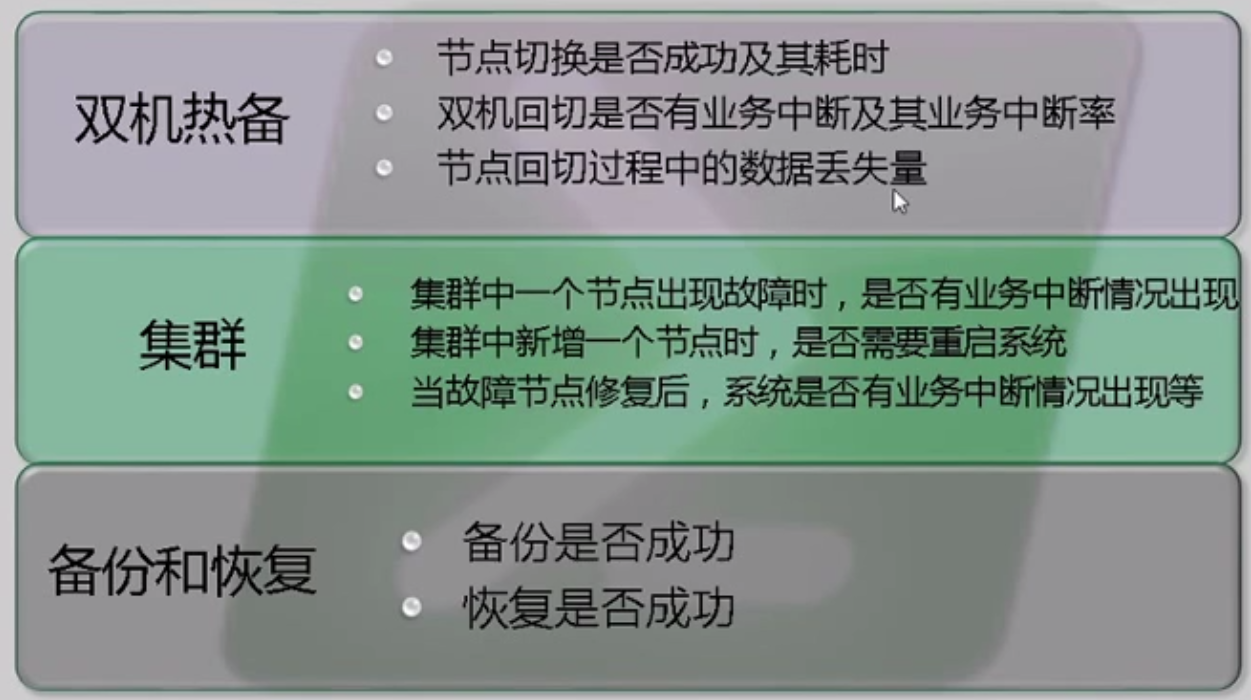 双机热备
节点切换是否成功及其耗时
双机回切是否有业务中断及其业务中断率
节点回切过程中的数据丢失量
集群
集群中一个节点出现故障时，是否有业务中断情况出现
集群中新增一个节点时，是否需要重启系统
当故障节点修复后，系统是否有业务中断情况出现等
备份和恢复
备份是否成功
恢复是否成功